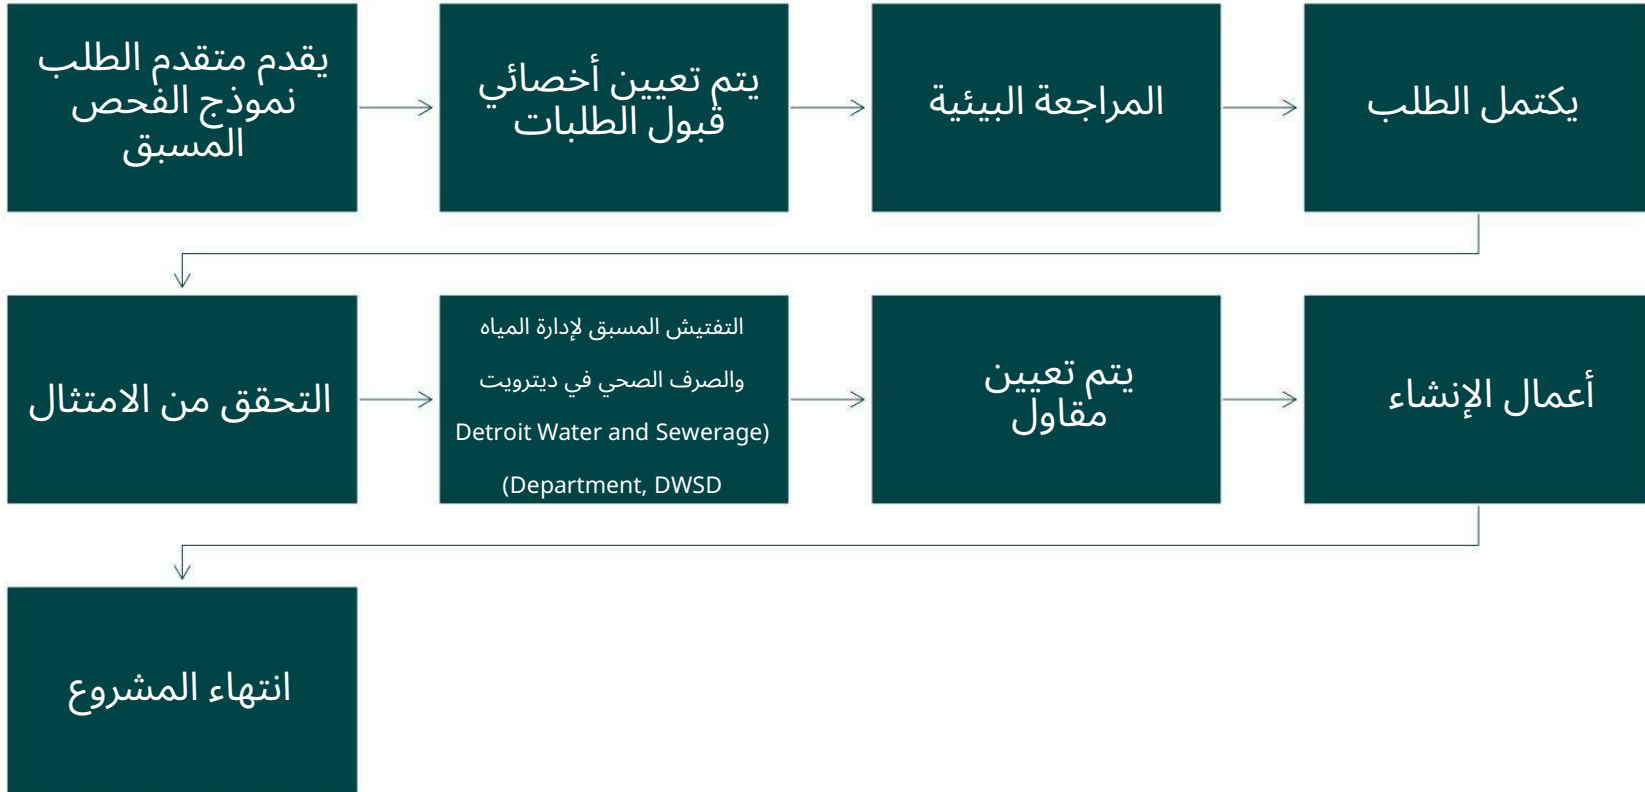 يقدم متقدم الطلب
نموذج الفحص
المسبق
يتم تعيين أخصائي
قبول الطلبات
المراجعة البيئية
يكتمل الطلب
التحقق من الامتثال
التفتيش المسبق لإدارة المياه
والصرف الصحي في ديترويت
Detroit Water and Sewerage)
(Department, DWSD
يتم تعيين
مقاول
أعمال الإنشاء
انتهاء المشروع